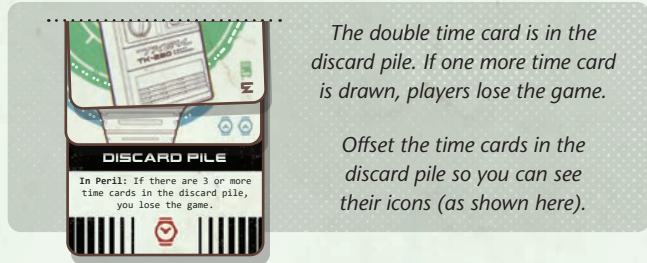 TK-280
DISCARD PILE
In Peril: If there are 3 or more
time cards in the discard pile,
you lose the game.
The double time card is in the
discard pile. If one more time card
is drawn, players lose the game.
Offset the time cards in the
discard pile so you can see
their icons (as shown here).